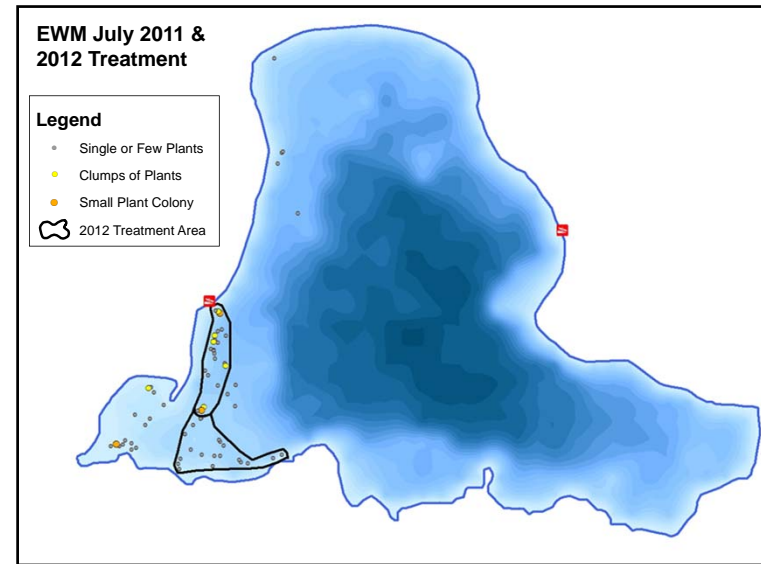 EWM July 2011 &
2012 Treatment
Legend
Single or Few Plants
Clumps of Plants
Small Plant Colony
2012 Treatment Area